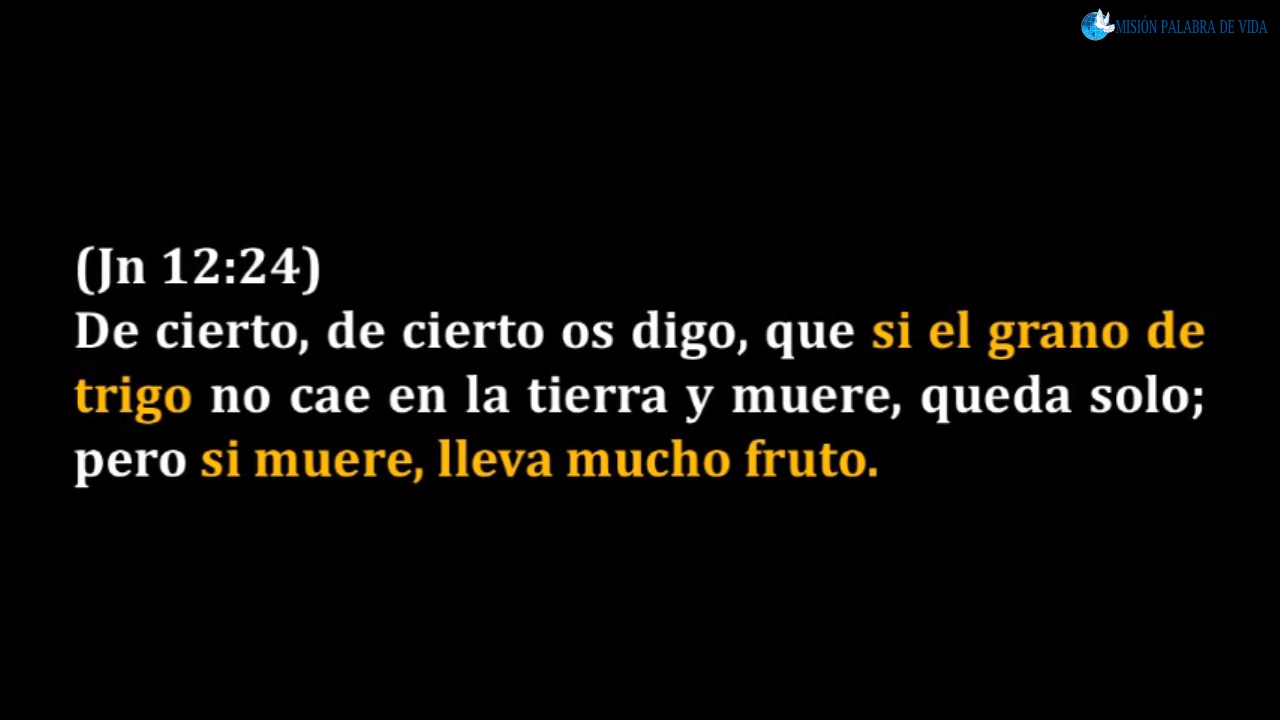 MISIÓN PALABRA DE VIDA
(Jn 12:24)
De cierto, de cierto os digo, que si el grano de
trigo no cae en la tierra y muere, queda solo;
pero si muere, lleva mucho fruto.